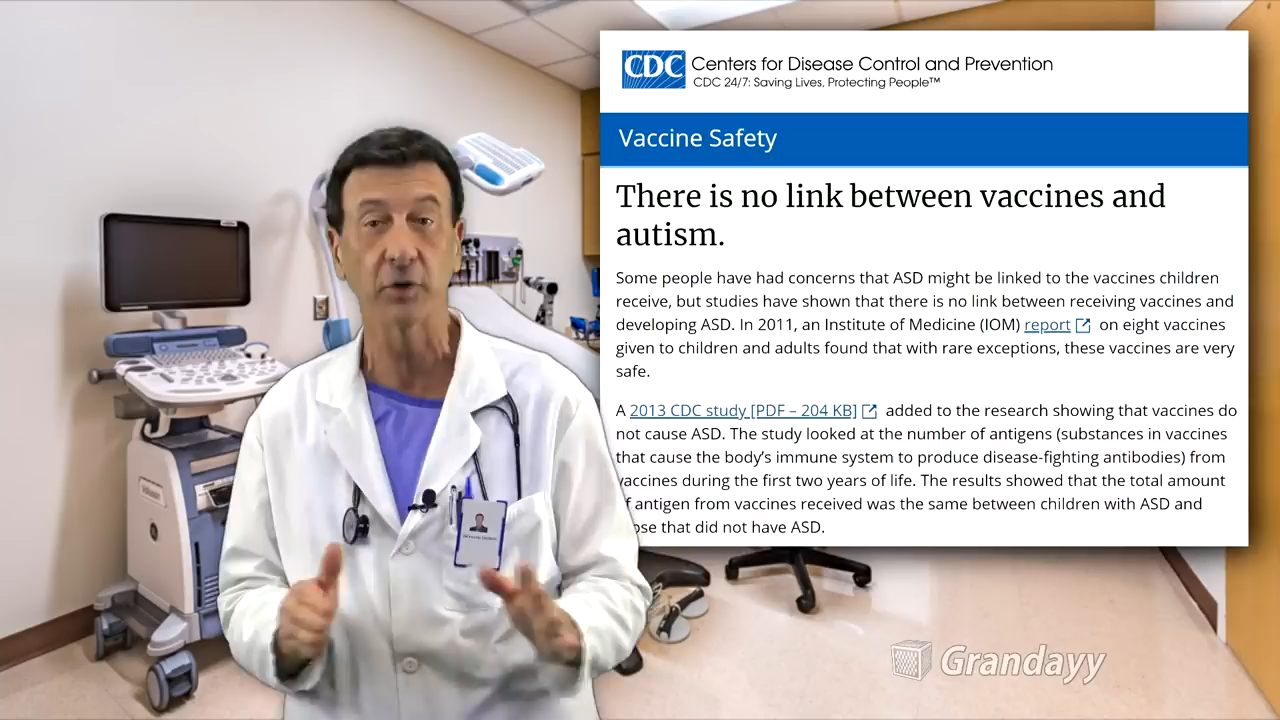 CDC Centers for Disease Control and Prevention
CDC 24/7: Saving Lives, Protecting People™
Vaccine Safety
There is no link between vaccines and
autism.
Some people have had concerns that ASD might be linked to the vaccines children
receive, but studies have shown that there is no link between receiving vaccines and
developing ASD. In 2011, an Institute of Medicine (IOM) report on eight vaccines
given to children and adults found that with rare exceptions, these vaccines are very
safe.
A 2013 CDC study [PDF – 204 KB] added to the research showing that vaccines do
not cause ASD. The study looked at the number of antigens (substances in vaccines
that cause the body's immune system to produce disease-fighting antibodies) from
vaccines during the first two years of life. The results showed that the total amount
of antigen from vaccines received was the same between children with ASD and
those that did not have ASD.
Grandayy